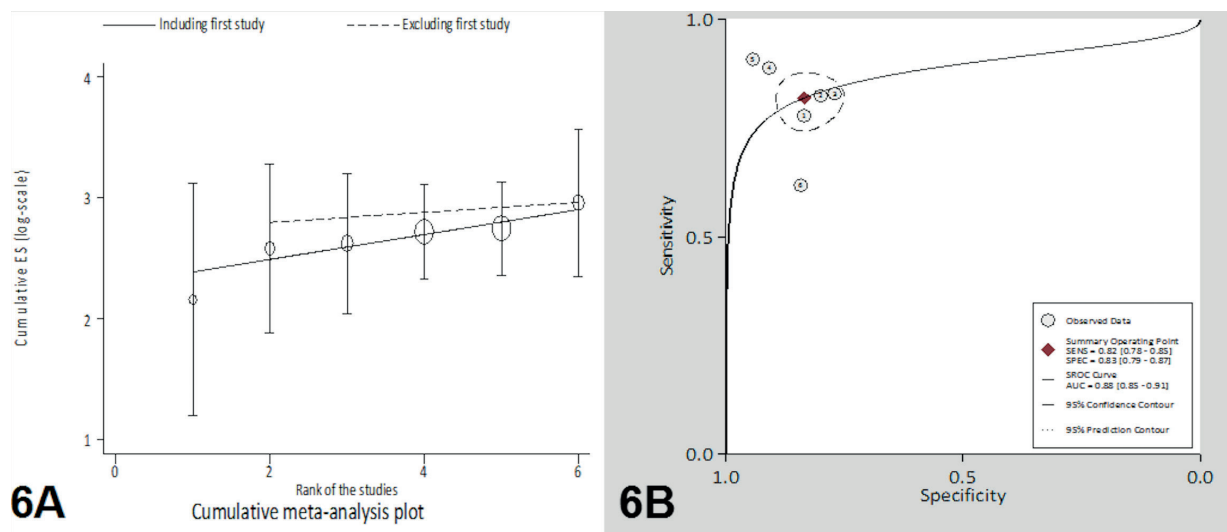 Including first study
Excluding first study
Cumulative ES (log-scale)
4
3
2
1
0
2
4
6
Rank of the studies
Cumulative meta-analysis plot
6A
1.0
0.5
0.0
Sensitivity
5
4
6
1.0
0.5
0.0
Specificity
Observed Data
Summary Operating Point
SENS = 0.82 [0.78 - 0.85]
SPEC = 0.83 [0.79 - 0.87]
SROC Curve
AUC = 0.88 [0.85 - 0.91]
95% Confidence Contour
95% Prediction Contour
6B